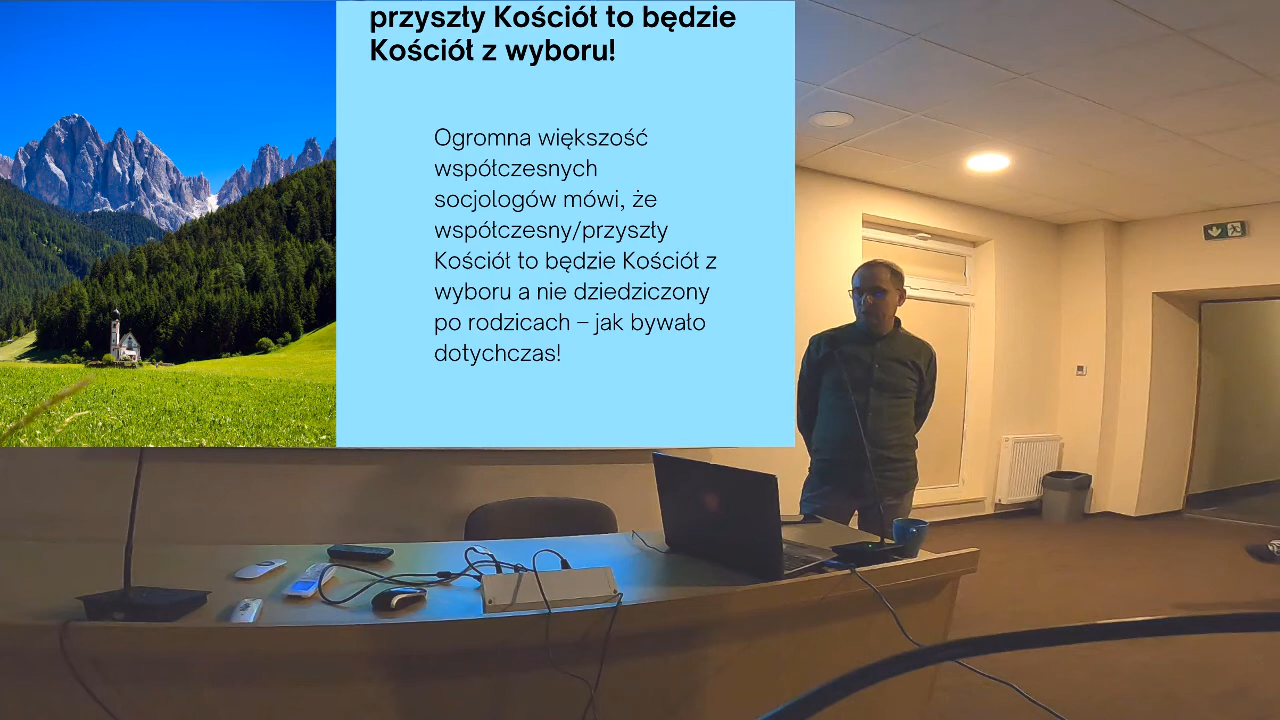 przyszły Kościół to będzie
Kościół z wyboru!
Ogromna większość
współczesnych
socjologów mówi, że
współczesny/przyszły
Kościół to będzie Kościół z
wyboru a nie dziedziczony
po rodzicach – jak bywało
dotychczas!